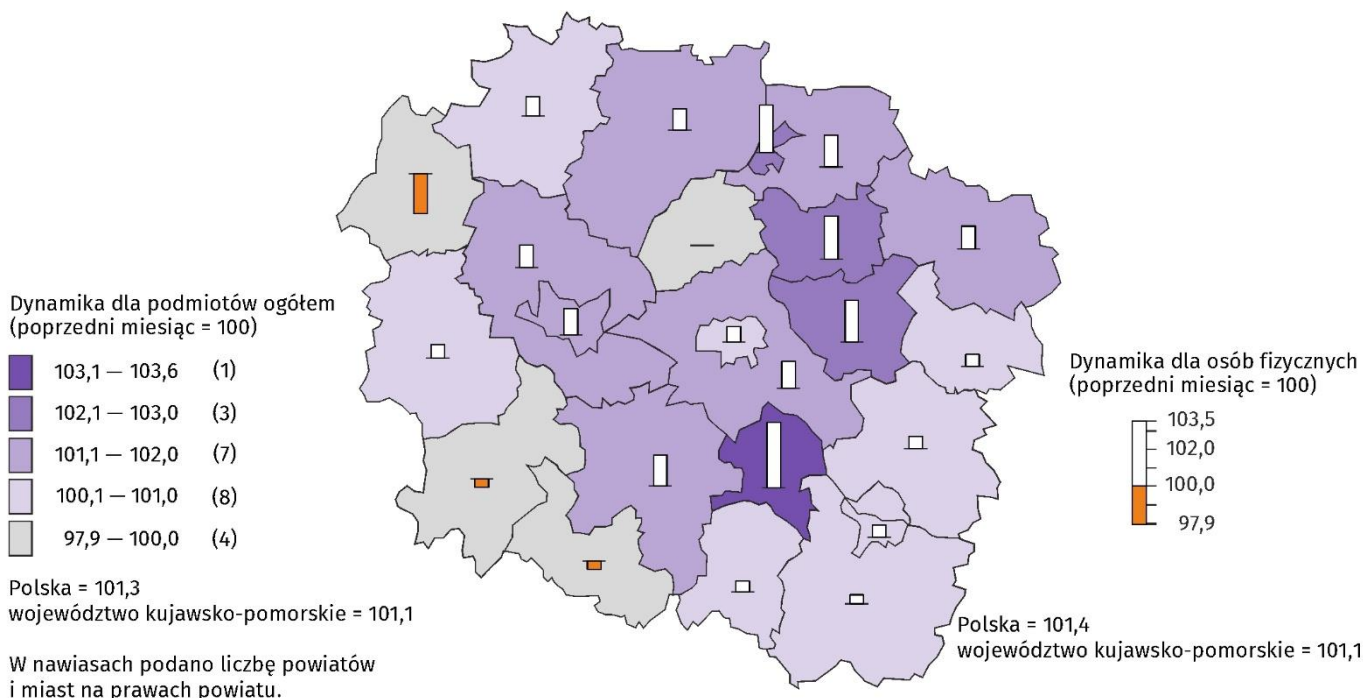 Dynamika dla podmiotów ogółem
(poprzedni miesiąc = 100)
103,1 — 103,6 (1)
102,1 — 103,0 (3)
101,1 — 102,0 (7)
100,1 — 101,0 (8)
97,9 — 100,0 (4)
Polska = 101,3
województwo kujawsko-pomorskie = 101,1
W nawiasach podano liczbę powiatów
i miast na prawach powiatu.
Dynamika dla osób fizycznych
(poprzedni miesiąc = 100)
103,5
102,0
100,0
97,9
Polska = 101,4
województwo kujawsko-pomorskie = 101,1